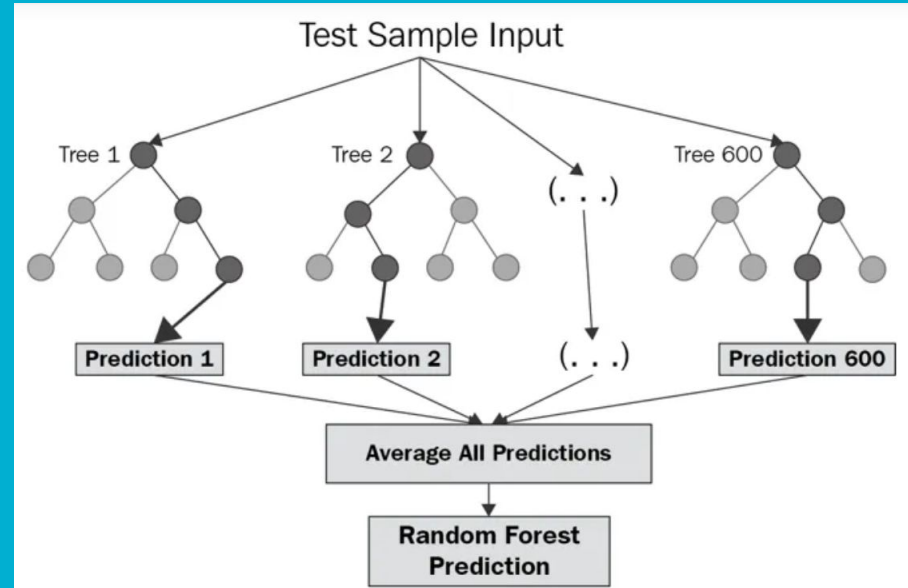 Test Sample Input
Tree 1
Tree 2
Tree 600
(. . .)
Prediction 1
Prediction 2
(. . .)
Prediction 600
Average All Predictions
Random Forest
Prediction